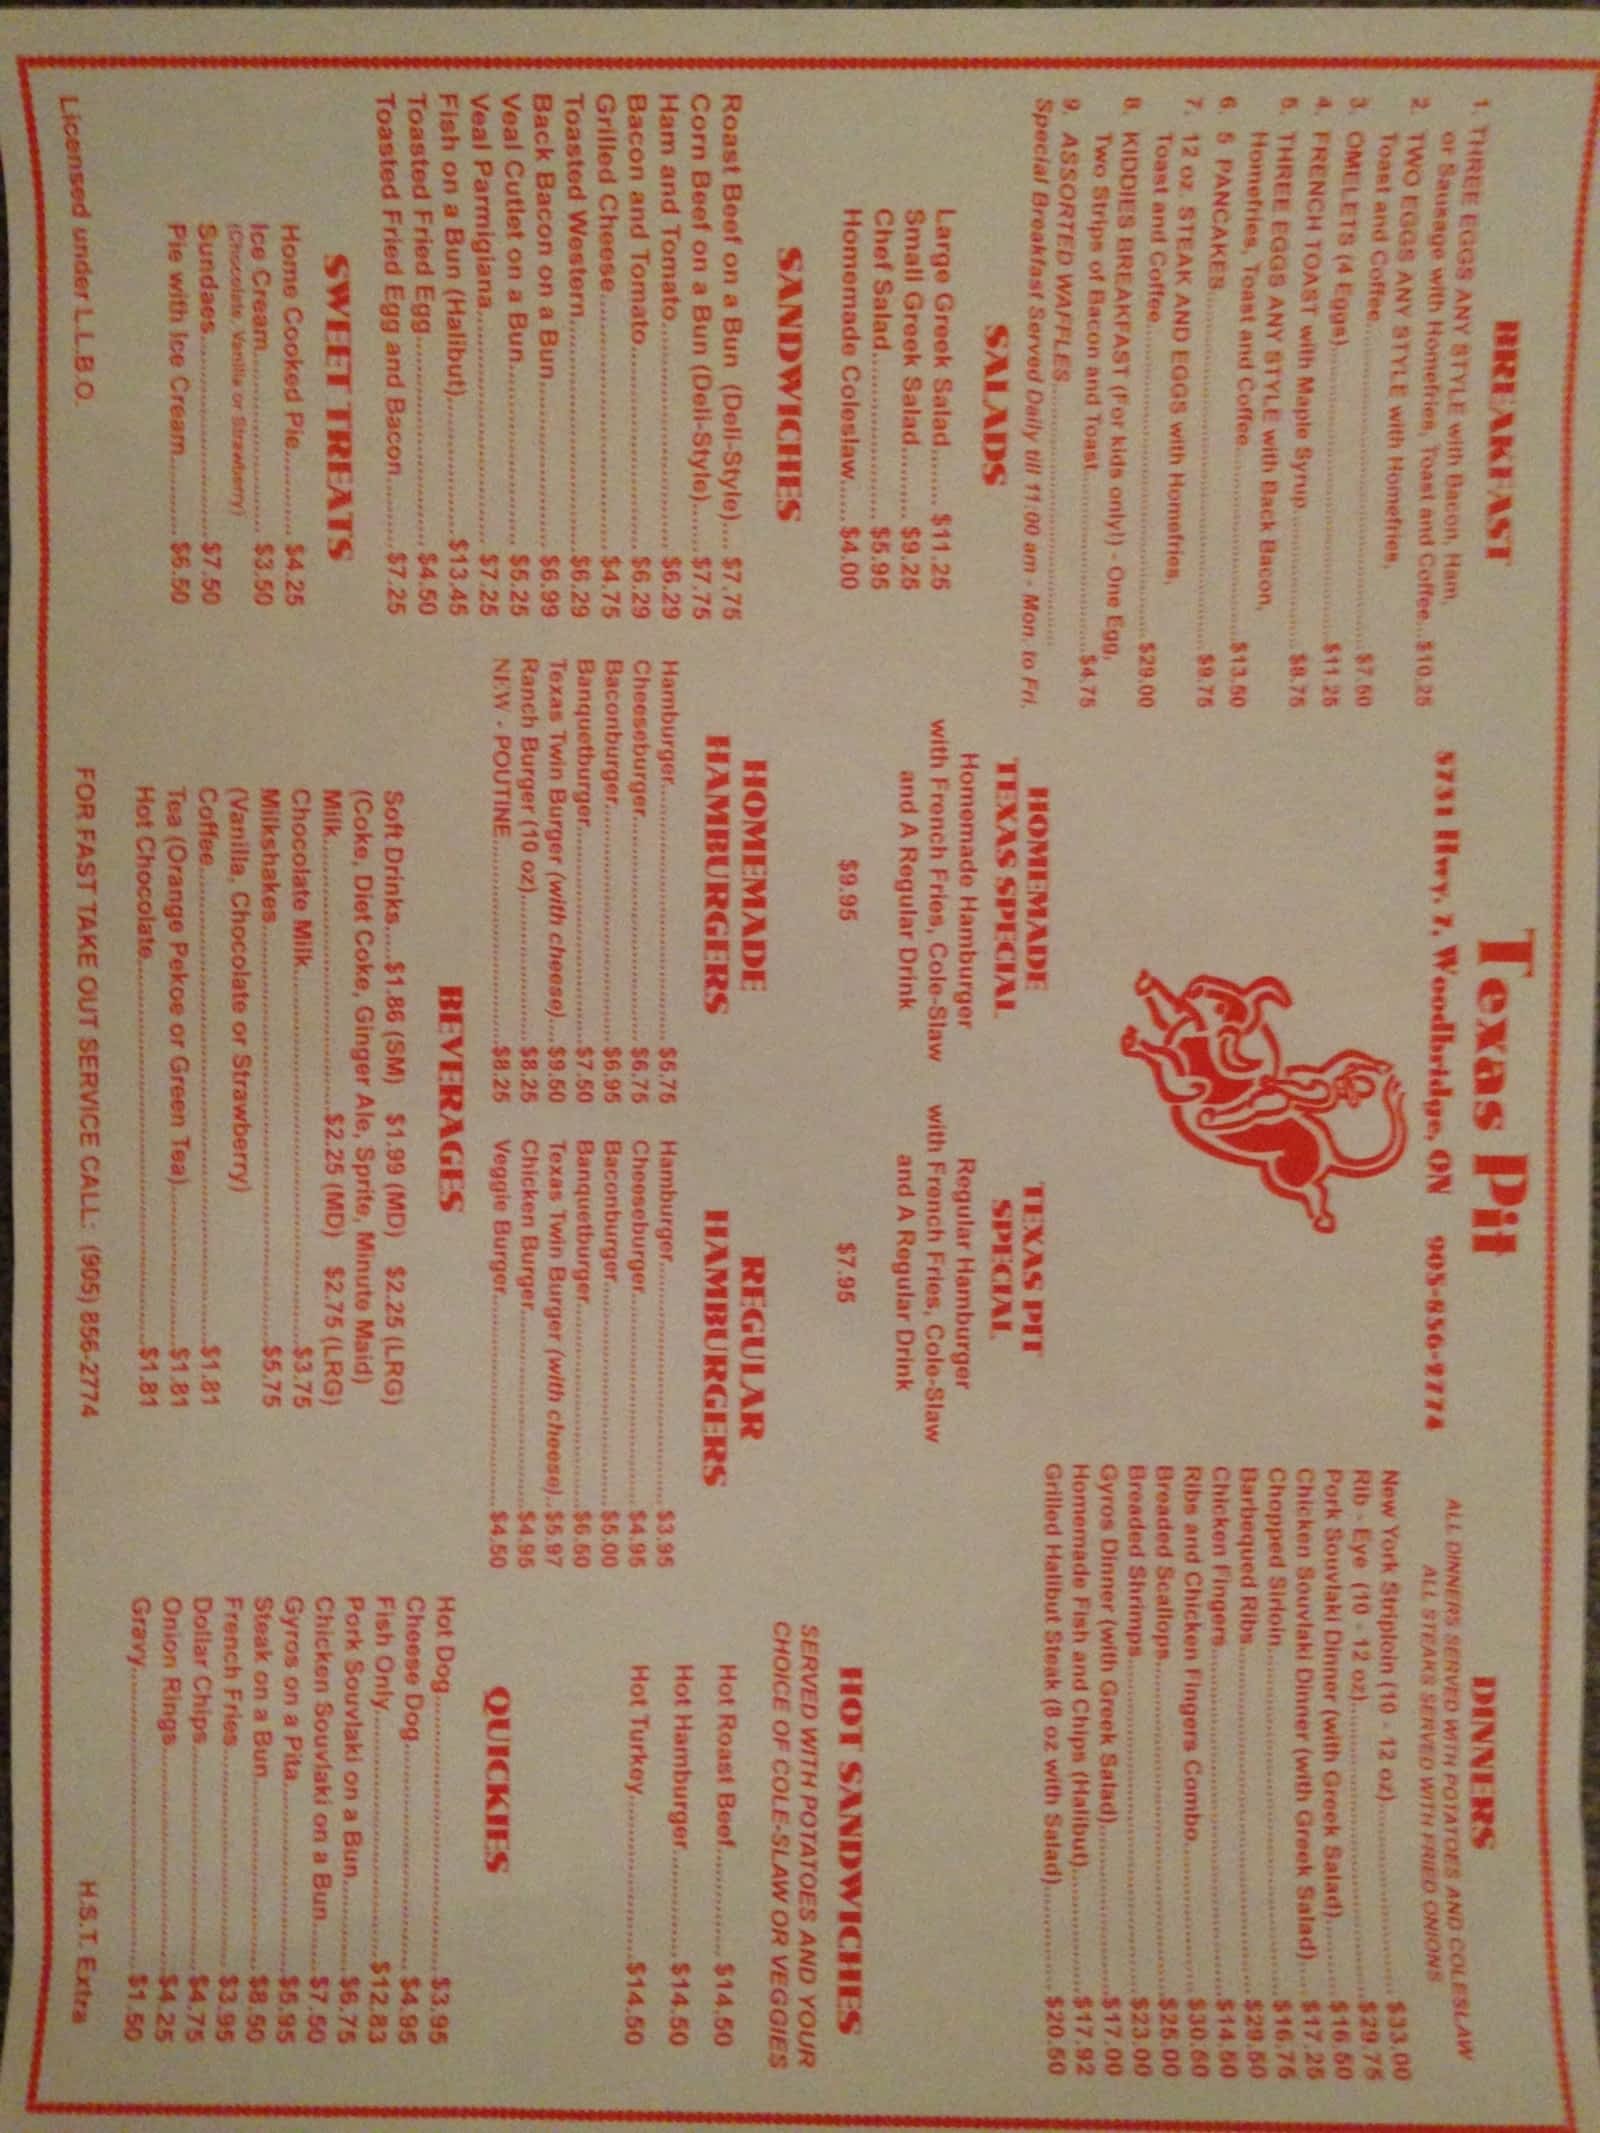 Texas Pit
5731 Hwy. 7, Woodbridge, ON 905-856-2774
BREAKFAST
1. THREE EGGS ANY STYLE with Bacon, Ham,
or Sausage with Homefries, Toast and Coffee...$10.25
2. TWO EGGS ANY STYLE with Homefries,
Toast and Coffee....$7.50
3. OMELETS (4 Eggs)....$11.25
4. FRENCH TOAST with Maple Syrup....$8.75
5. THREE EGGS ANY STYLE with Back Bacon,
Homefries, Toast and Coffee....$13.50
6. 5 PANCAKES....$9.75
7. 12 oz. STEAK AND EGGS with Homefries,
Toast and Coffee....$29.00
8. KIDDIES BREAKFAST (For kids only!) - One Egg,
Two Strips of Bacon and Toast....$4.75
9. ASSORTED WAFFLES....
Special Breakfast Served Daily till 11:00 am - Mon. to Fri.
SALADS
Large Greek Salad.... $11.25
Small Greek Salad.... $9.25
Chef Salad.... $5.95
Homemade Coleslaw.... $4.00
SANDWICHES
Roast Beef on a Bun (Deli-Style).... $7.75
Corn Beef on a Bun (Deli-Style).... $7.75
Ham and Tomato.... $6.29
Bacon and Tomato.... $6.29
Grilled Cheese.... $4.75
Toasted Western.... $6.29
Back Bacon on a Bun.... $6.99
Veal Cutlet on a Bun.... $5.25
Veal Parmigiana.... $7.25
Fish on a Bun (Halibut).... $13.45
Toasted Fried Egg.... $4.50
Toasted Fried Egg and Bacon.... $7.25
SWEET TREATS
Home Cooked Pie.... $4.25
Ice Cream.... $3.50
(Chocolate, Vanilla or Strawberry)
Sundaes.... $7.50
Pie with Ice Cream.... $6.50
Licensed under L.L.B.O.
HOMEMADE
TEXAS SPECIAL
Homemade Hamburger
with French Fries, Cole-Slaw
and A Regular Drink
$9.95
TEXAS PIT
SPECIAL
Regular Hamburger
with French Fries, Cole-Slaw
and A Regular Drink
$7.95
HOMEMADE
HAMBURGERS
Hamburger.... $5.75
Cheeseburger.... $6.75
Baconburger.... $6.95
Banquetburger.... $7.50
Texas Twin Burger (with cheese).... $9.50
Ranch Burger (10 oz).... $8.25
NEW - POUTINE.... $8.25
REGULAR
HAMBURGERS
Hamburger.... $3.95
Cheeseburger.... $4.95
Baconburger.... $5.00
Banquetburger.... $6.50
Texas Twin Burger (with cheese).. $5.97
Chicken Burger.... $4.95
Veggie Burger.... $4.50
BEVERAGES
Soft Drinks.....$1.86 (SM) $1.99 (MD) $2.25 (LRG)
(Coke, Diet Coke, Ginger Ale, Sprite, Minute Maid)
Milk.... $2.25 (MD) $2.75 (LRG)
Chocolate Milk.... $3.75
Milkshakes.... $5.75
(Vanilla, Chocolate or Strawberry)
Coffee.... $1.81
Tea (Orange Pekoe or Green Tea).... $1.81
Hot Chocolate.... $1.81
FOR FAST TAKE OUT SERVICE CALL: (905) 856-2774
DINNERS
ALL DINNERS SERVED WITH POTATOES AND COLESLAW
ALL STEAKS SERVED WITH FRIED ONIONS
New York Striploin (10 - 12 oz).... $33.00
Rib - Eye (10 - 12 oz).... $29.75
Pork Souvlaki Dinner (with Greek Salad).... $16.50
Chicken Souvlaki Dinner (with Greek Salad).... $17.25
Chopped Sirloin.... $16.75
Barbequed Ribs.... $29.50
Chicken Fingers.... $14.50
Ribs and Chicken Fingers Combo.... $30.60
Breaded Scallops.... $25.00
Breaded Shrimps.... $23.00
Gyros Dinner (with Greek Salad).... $17.00
Homemade Fish and Chips (Halibut).... $17.92
Grilled Halibut Steak (8 oz with Salad).... $20.50
HOT SANDWICHES
SERVED WITH POTATOES AND YOUR
CHOICE OF COLE-SLAW OR VEGGIES
Hot Roast Beef.... $14.50
Hot Hamburger.... $14.50
Hot Turkey.... $14.50
QUICKIES
Hot Dog.... $3.95
Cheese Dog.... $4.95
Fish Only.... $12.83
Pork Souvlaki on a Bun.... $6.75
Chicken Souvlaki on a Bun.... $7.50
Gyros on a Pita.... $5.95
Steak on a Bun.... $8.50
French Fries.... $3.95
Dollar Chips.... $4.75
Onion Rings.... $4.25
Gravy.... $1.50
H.S.T. Extra